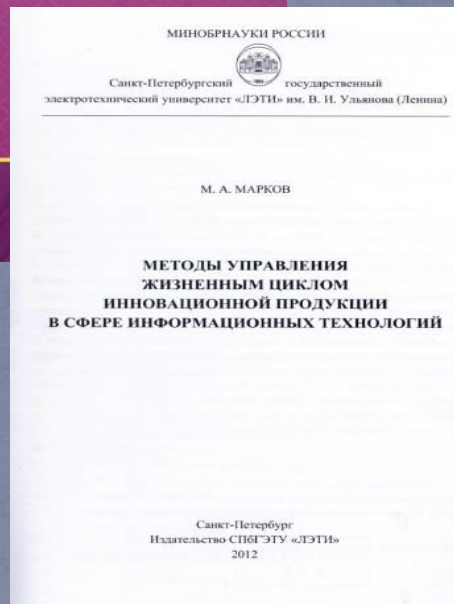 МИНОБРНАУКИ РОССИИ
Санкт-Петербургский государственный
электротехнический университет «ЛЭТИ» им. В. И. Ульянова (Ленина)
М. А. МАРКОВ
МЕТОДЫ УПРАВЛЕНИЯ
ЖИЗНЕННЫМ ЦИКЛОМ
ИННОВАЦИОННОЙ ПРОДУКЦИИ
В СФЕРЕ ИНФОРМАЦИОННЫХ ТЕХНОЛОГИЙ
Санкт-Петербург
Издательство СПбГЭТУ «ЛЭТИ»
2012